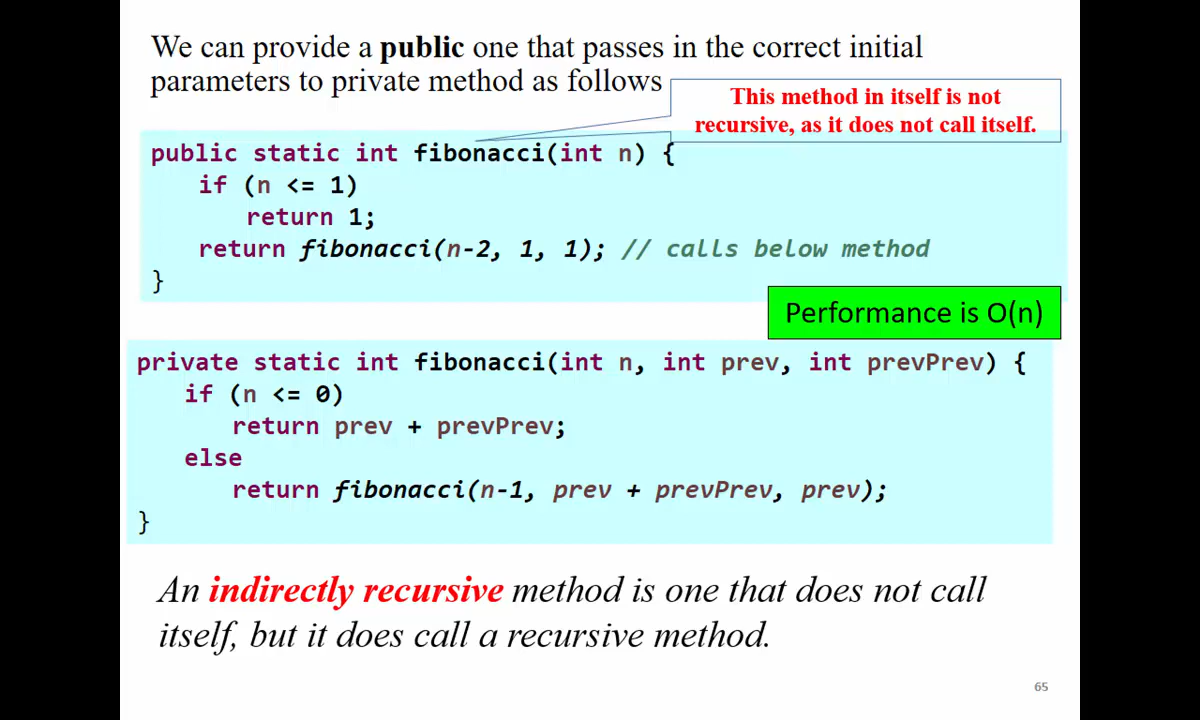 We can provide a public one that passes in the correct initial
parameters to private method as follows
This method in itself is not
recursive, as it does not call itself.
public static int fibonacci(int n) {
if (n <= 1)
return 1;
return fibonacci(n-2, 1, 1); // calls below method
}
Performance is O(n)
private static int fibonacci(int n, int prev, int prevPrev) {
if (n <= 0)
return prev + prevPrev;
else
return fibonacci(n-1, prev + prevPrev, prev);
}
An indirectly recursive method is one that does not call
itself, but it does call a recursive method.
65